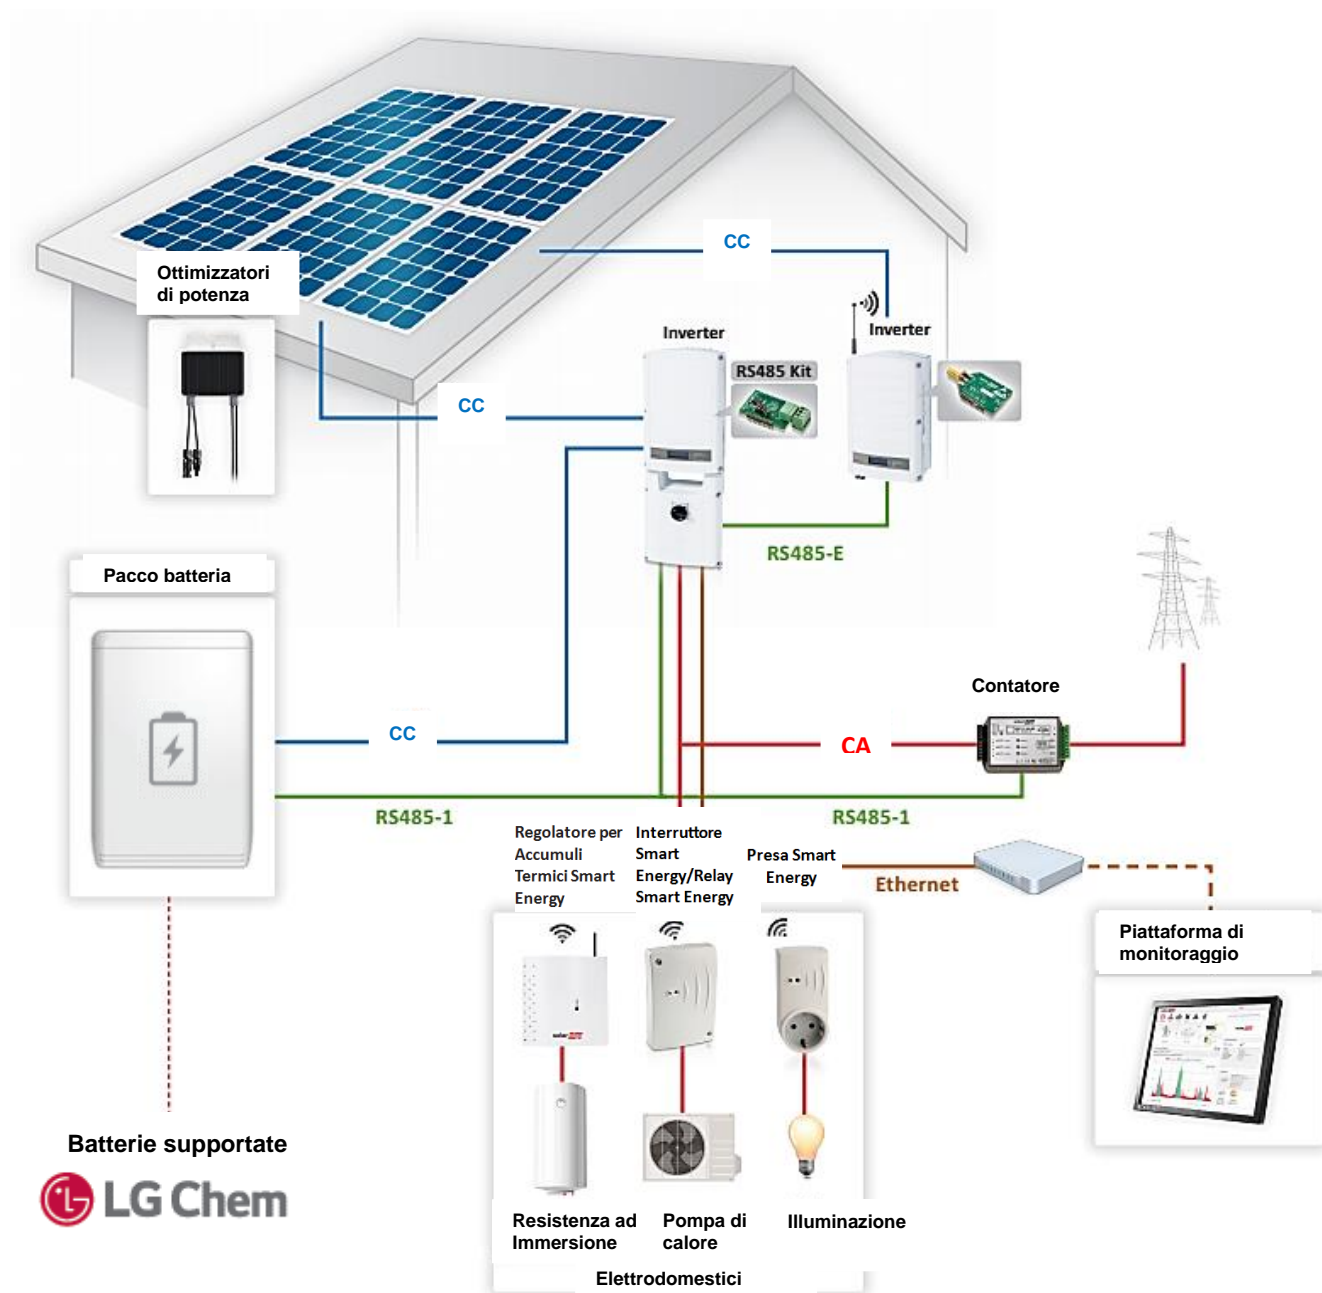 CC
Ottimizzatori
di potenza
Inverter
Inverter
RS485 Kit
CC
RS485-E
Pacco batteria
Contatore
CC
CA
RS485-1
RS485-1
Regolatore per
Accumuli
Termici Smart
Energy
Interruttore
Smart
Energy/Relay
Smart Energy
Presa Smart
Energy
Ethernet
Piattaforma di
monitoraggio
Batterie supportate
LG Chem
Resistenza ad
Immersione
Pompa di
calore
Illuminazione
Elettrodomestici